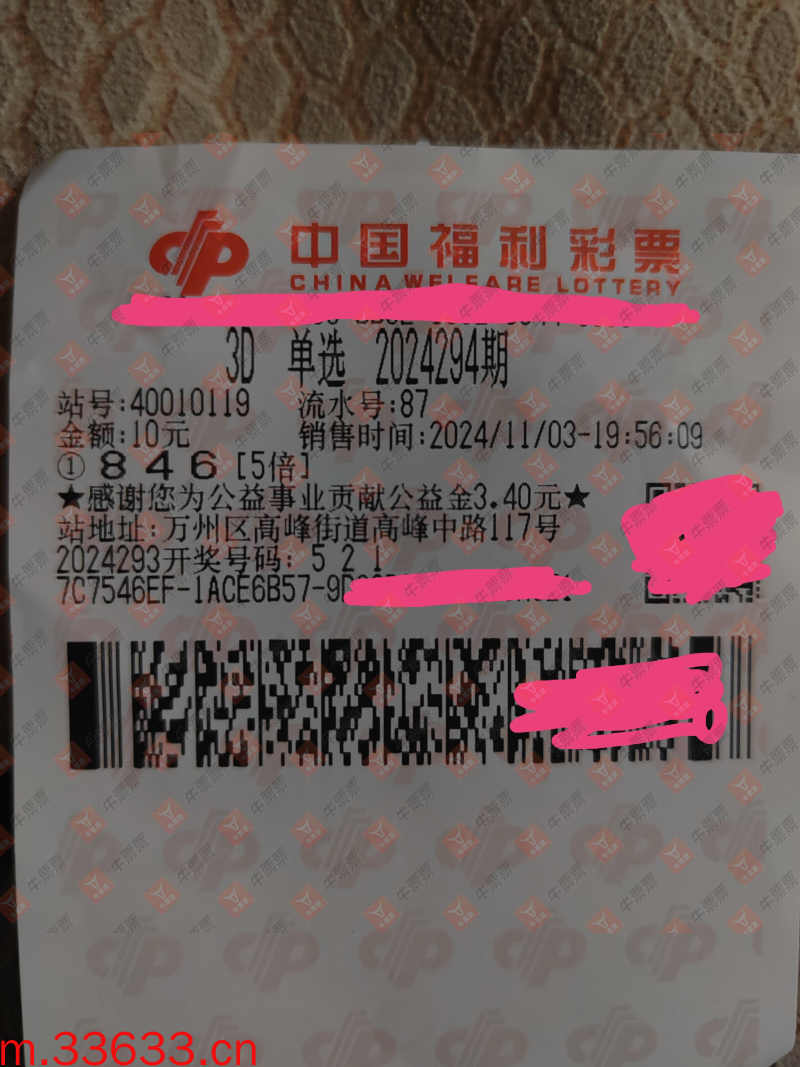 中国福利彩票
CHINA WELFARE LOTTERY
3D 单选 2024294期
站号:40010119 流水号:87
金额:10元 销售时间:2024/11/03-19:56:09
① 8 4 6 [5倍]
★感谢您为公益事业贡献公益金3.40元★
站地址: 万州区高峰街道高峰中路117号
2024293开奖号码: 5 2 1
7C7546EF-1ACE6B57-9
m.33633.cn
牛票票